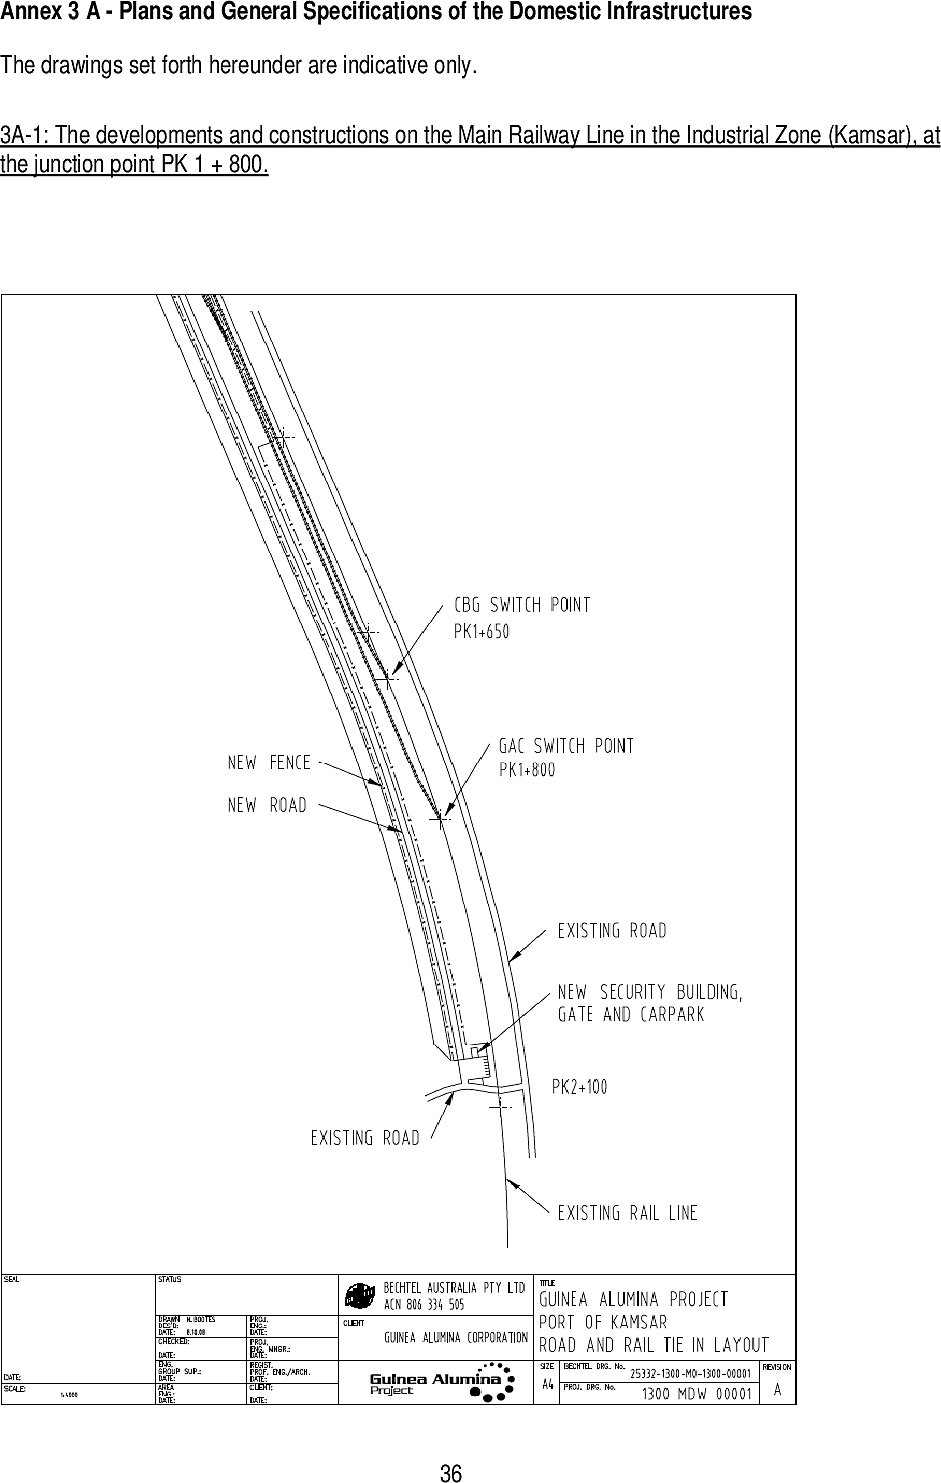 Annex 3 A - Plans and General Specifications of the Domestic Infrastructures
The drawings set forth hereunder are indicative only.
3A-1: The developments and constructions on the Main Railway Line in the Industrial Zone (Kamsar), at
the junction point PK 1 + 800.
CBG SWITCH POINT
PK1+650
GAC SWITCH POINT
PK1+800
NEW FENCE
NEW ROAD
EXISTING ROAD
NEW SECURITY BUILDING,
GATE AND CARPARK
PK2+100
EXISTING ROAD
EXISTING RAIL LINE
SEAL
DATE:
SCALE:
STATUS
DRAWN
DES'D:
DATE: 8.10.08
PROJ.
ENG.:
DATE:
CHECKED:
DATE:
PROJ.
ENG. MNGR.:
DATE:
ENG.
GROUP SUP.:
DATE:
REGIST.
PROF. ENG./ARCH.
DATE:
AREA
ENG.:
DATE:
CLIENT:
DATE:
BECHTEL AUSTRALIA PTY LTD
ACN 806 334 505
CLIENT
GUINEA ALUMINA CORPORATION
Guinea Alumina
Project
TITLE
GUINEA ALUMINA PROJECT
PORT OF KAMSAR
ROAD AND RAIL TIE IN LAYOUT
SIZE
A4
BECHTEL DRG. No.
25332-1300-M01-1300-00001
PROJ. DRG. No.
1300 MDW 00001
REVISION
A
36